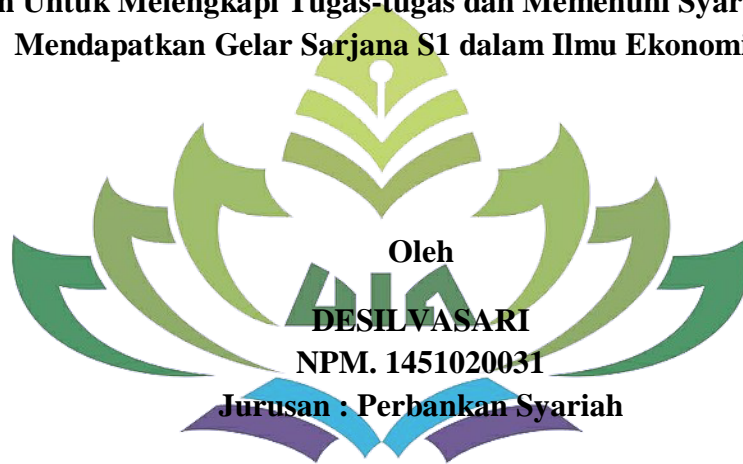 Untuk Melengkapi Tugas-tugas dan Memenuhi
Mendapatkan Gelar Sarjana S1 dalam Ilmu Ekonomi
Oleh
UIN
DESILVASARI
NPM. 1451020031
Jurusan : Perbankan Syariah